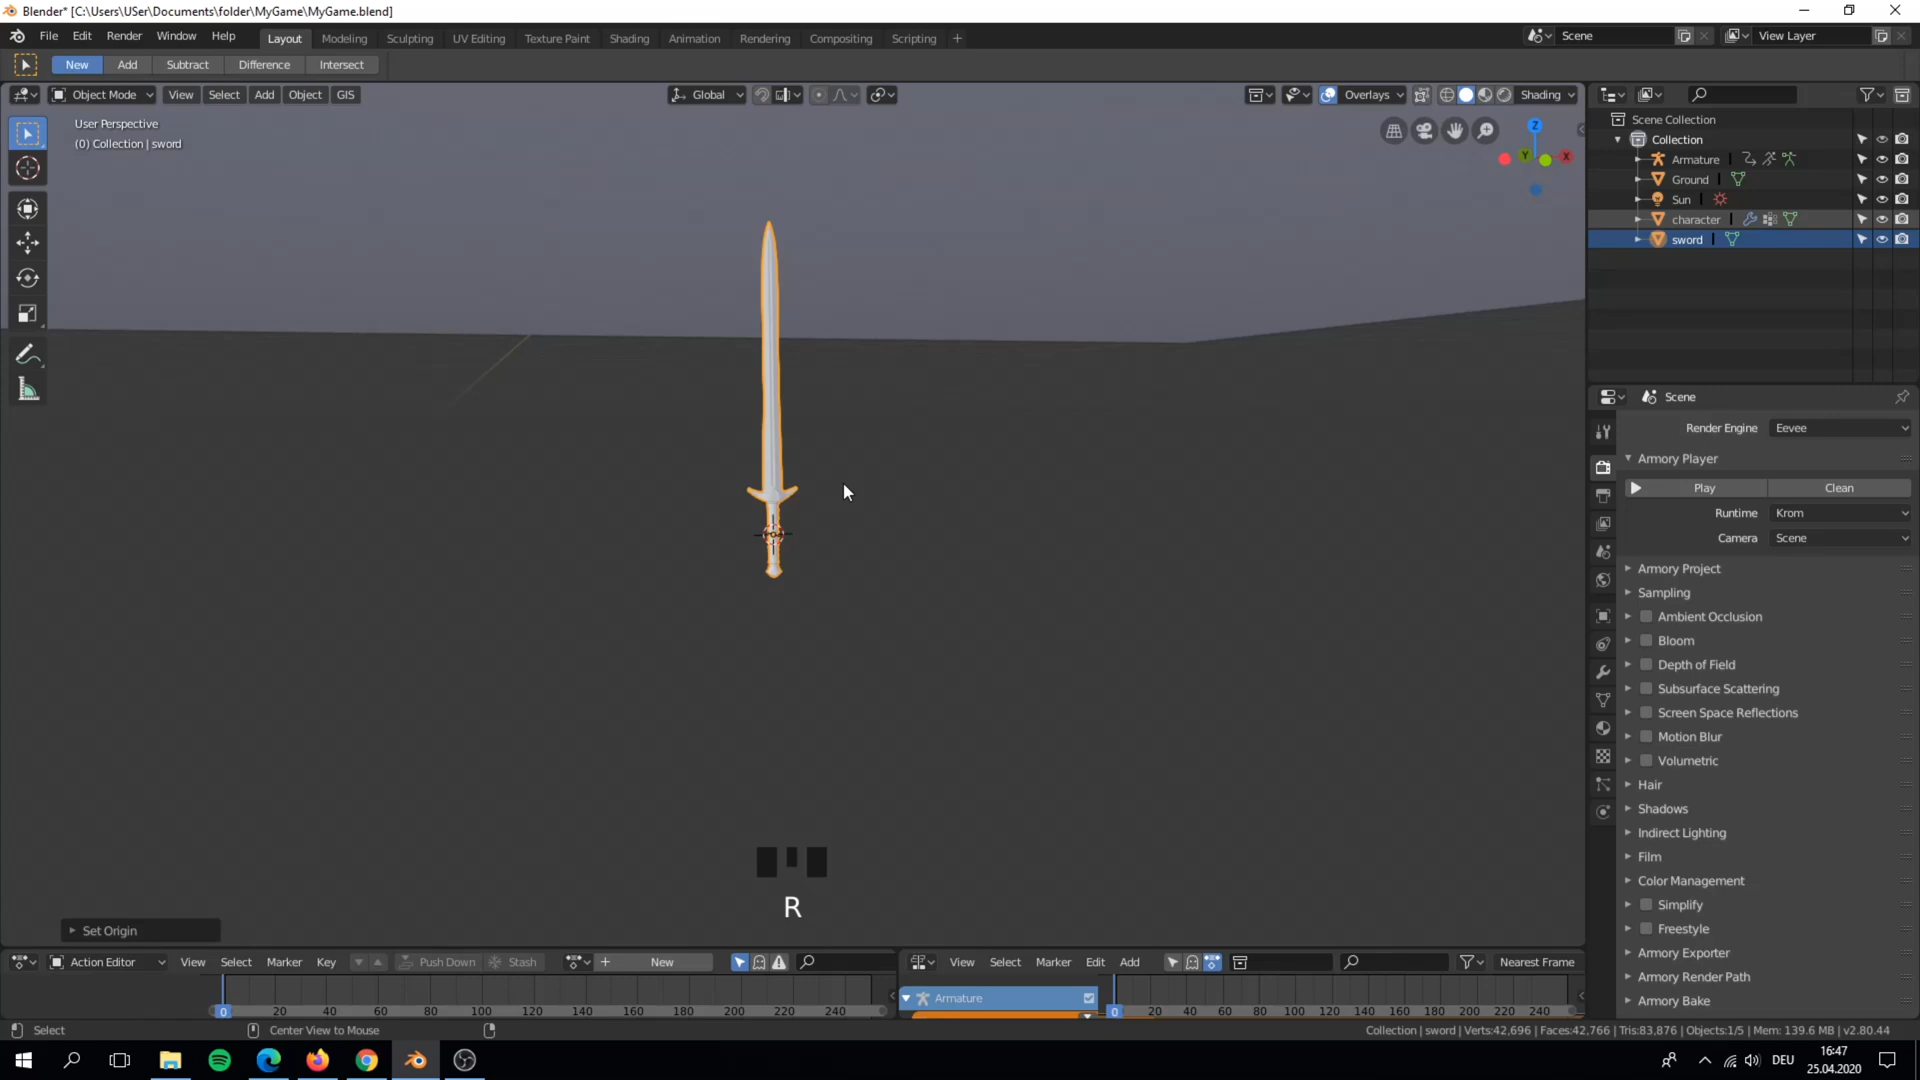 Blender* [C:\Users\USer\Documents\folder\MyGame\MyGame.blend]
File Edit Render Window Help Layout Modeling Sculpting UV Editing Texture Paint Shading Animation Rendering Compositing Scripting + Scene View Layer
New Add Subtract Difference Intersect
Object Mode View Select Add Object GIS Global Overlays Shading
User Perspective
(0) Collection | sword
Z
Y
X
Scene Collection
Collection
Armature
Ground
Sun
character
sword
Scene
Render Engine Eevee
Armory Player
Play Clean
Runtime Krom
Camera Scene
Armory Project
Sampling
Ambient Occlusion
Bloom
Depth of Field
Subsurface Scattering
Screen Space Reflections
Motion Blur
Volumetric
Hair
Shadows
Indirect Lighting
Film
Color Management
Simplify
Freestyle
Armory Exporter
Armory Render Path
Armory Bake
R
Set Origin
Action Editor View Select Marker Key Push Down Stash + New
View Select Marker Edit Add Nearest Frame
Armature
0 20 40 60 80 100 120 140 160 180 200 220 240
0 20 40 60 80 100 120 140 160 180 200 220 240
Select Center View to Mouse
Collection | sword | Verts:42,696 | Faces:42,766 | Tris:83,876 | Objects:1/5 | Mem: 139.6 MB | v2.80.44
DEU
16:47
25.04.2020